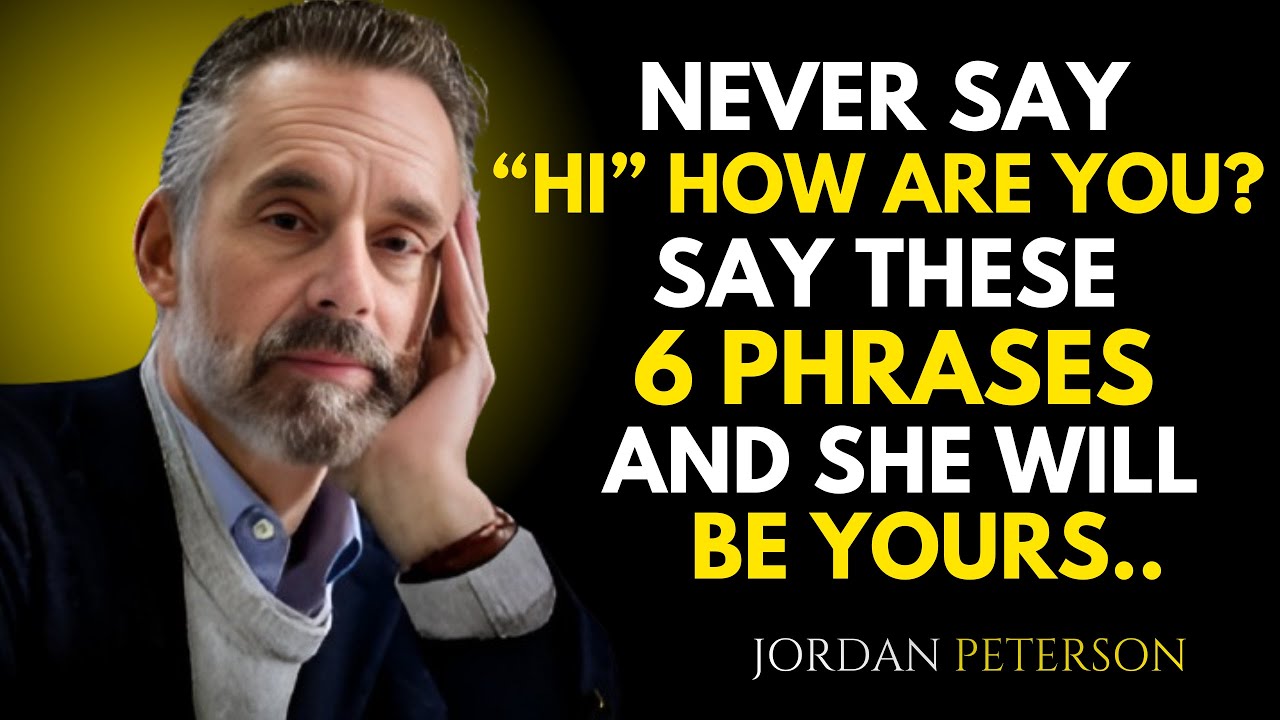 NEVER SAY
“HI” HOW ARE YOU?
SAY THESE
6 PHRASES
AND SHE WILL
BE YOURS..
JORDAN PETERSON